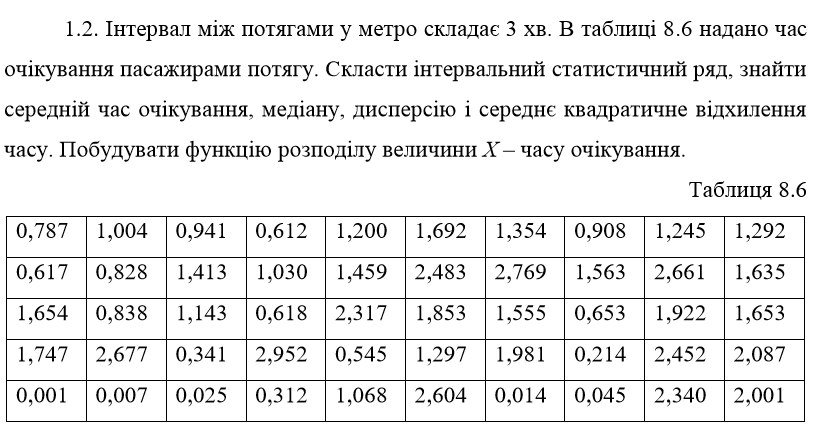 1.2. Інтервал між потягами у метро складає 3 хв. В таблиці 8.6 надано час
очікування пасажирами потягу. Скласти інтервальний статистичний ряд, знайти
середній час очікування, медіану, дисперсію і середнє квадратичне відхилення
часу. Побудувати функцію розподілу величини X – часу очікування.
Таблиця 8.6
0,787 1,004 0,941 0,612 1,200 1,692 1,354 0,908 1,245 1,292
0,617 0,828 1,413 1,030 1,459 2,483 2,769 1,563 2,661 1,635
1,654 0,838 1,143 0,618 2,317 1,853 1,555 0,653 1,922 1,653
1,747 2,677 0,341 2,952 0,545 1,297 1,981 0,214 2,452 2,087
0,001 0,007 0,025 0,312 1,068 2,604 0,014 0,045 2,340 2,001